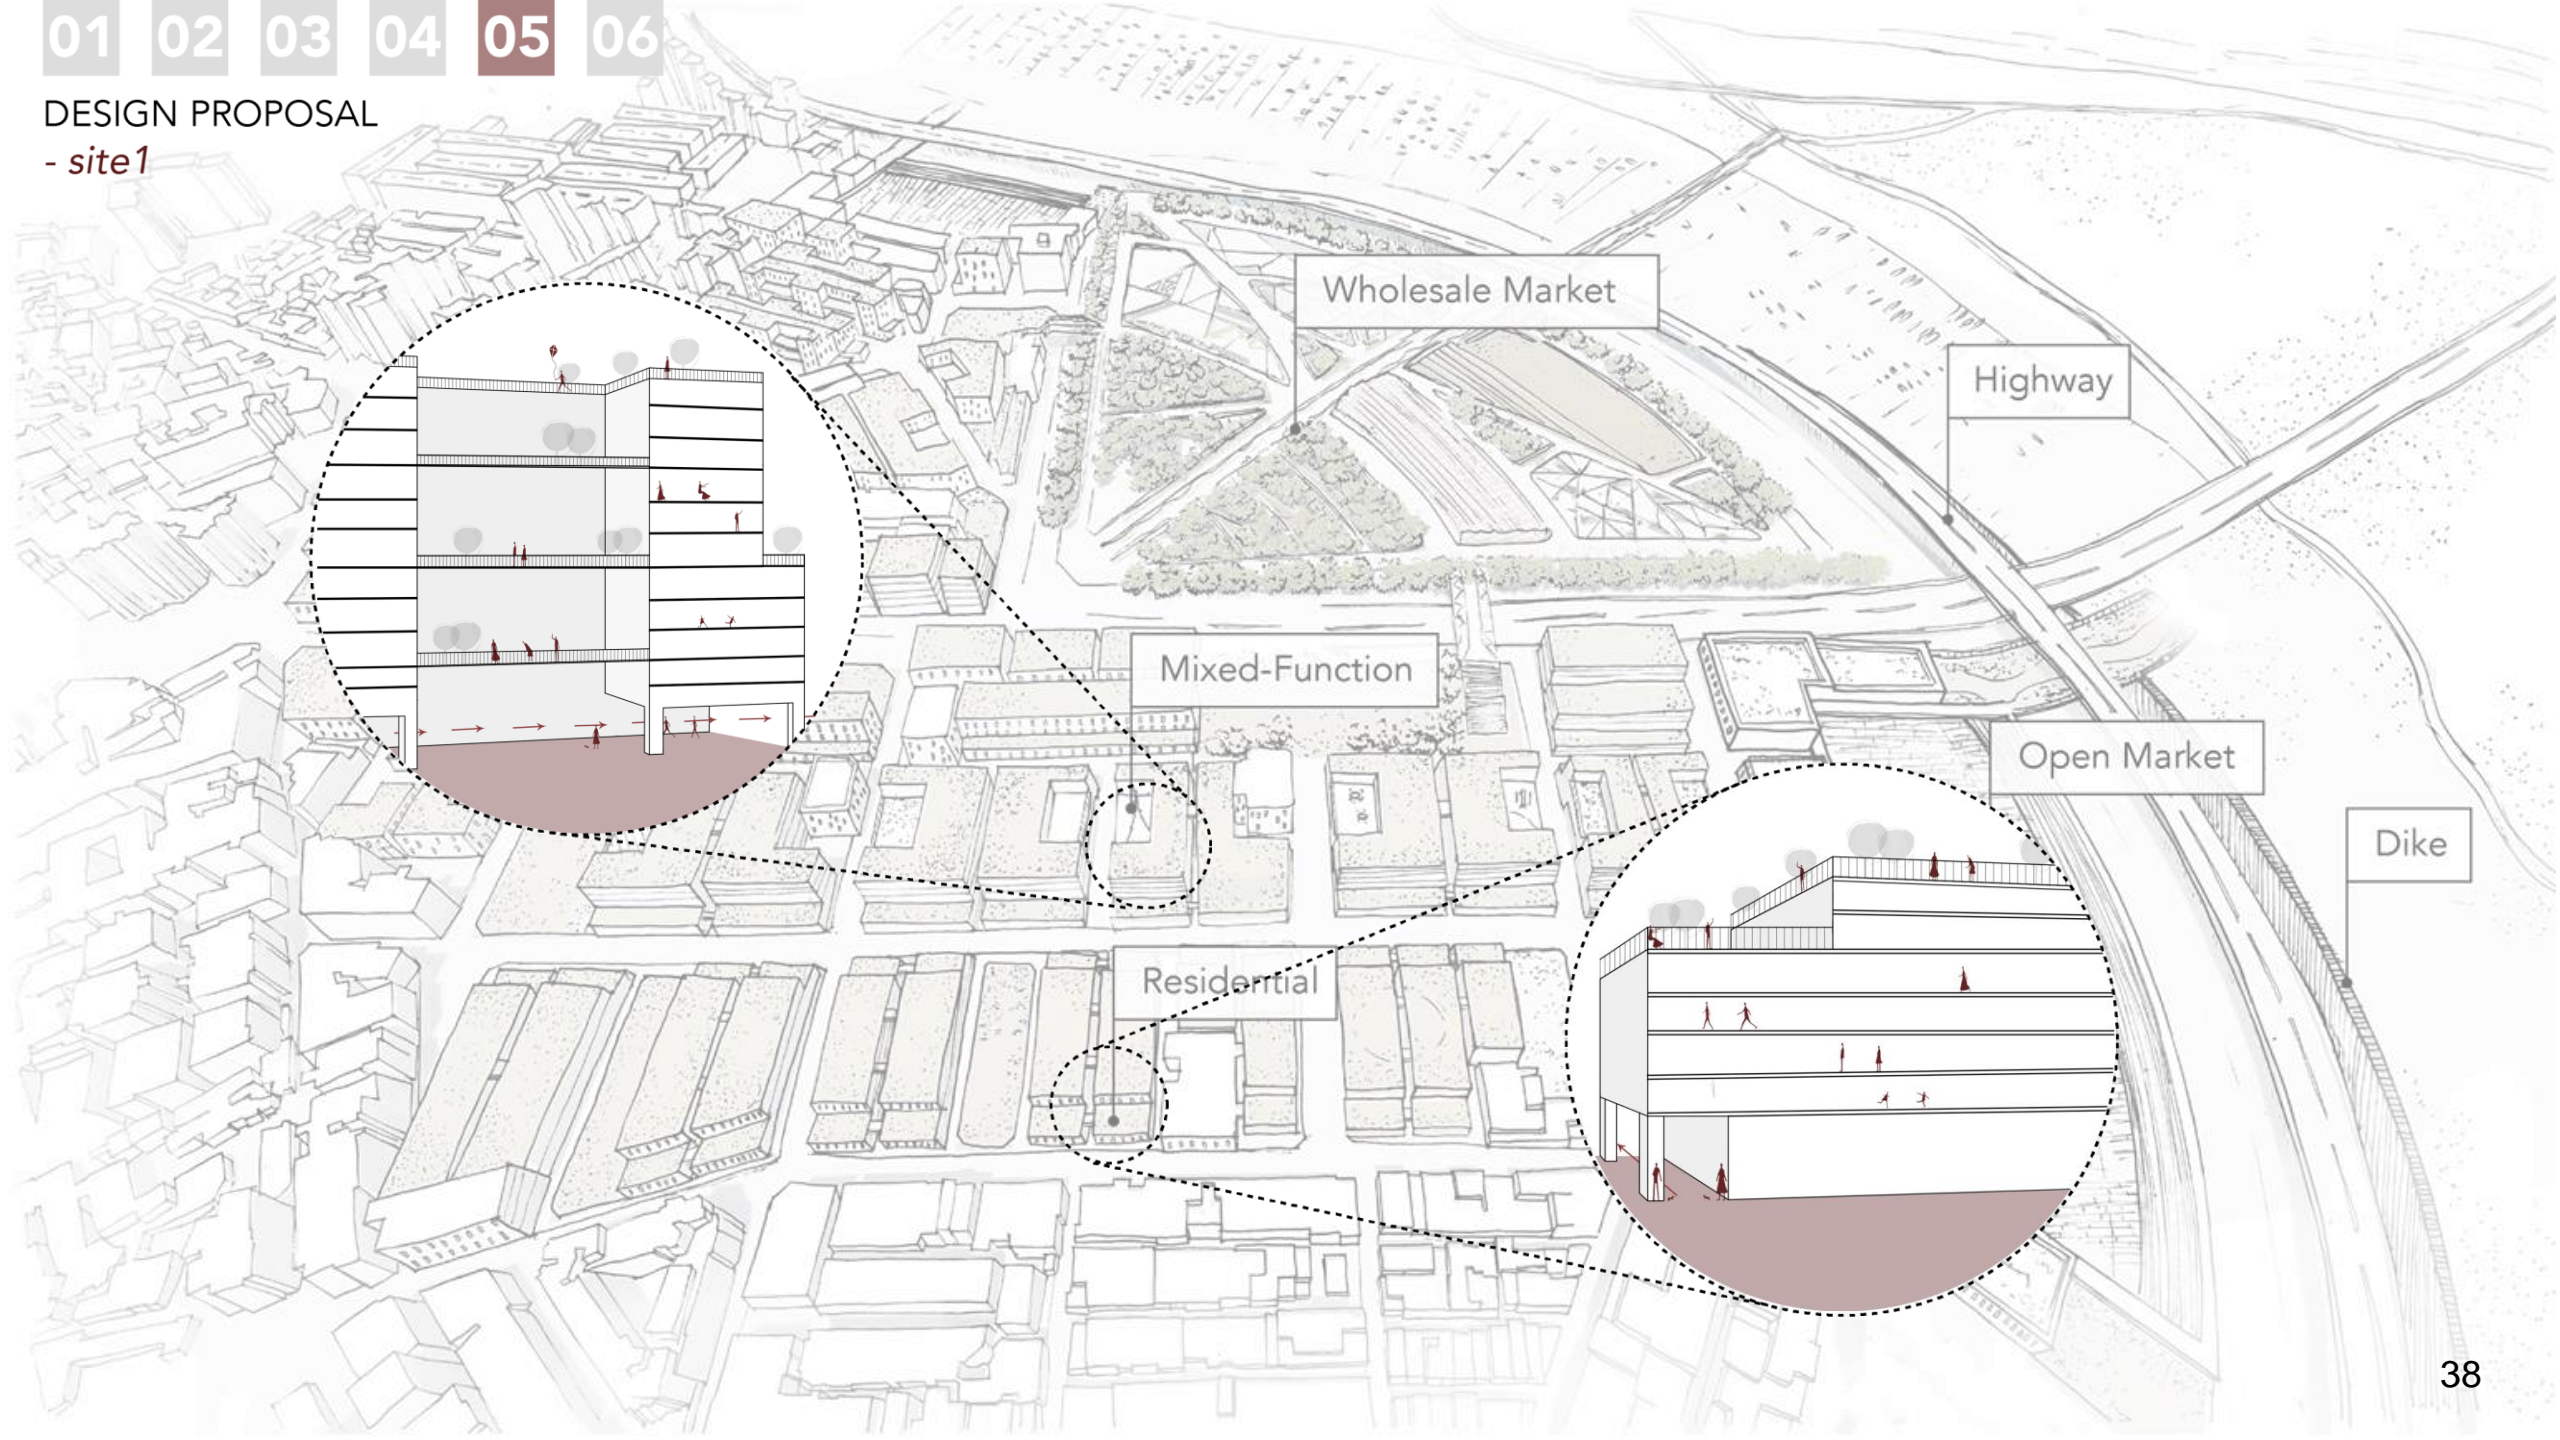 01 02 03 04 05 06
DESIGN PROPOSAL
- site1
Wholesale Market
Highway
Mixed-Function
Open Market
Dike
Residential
38